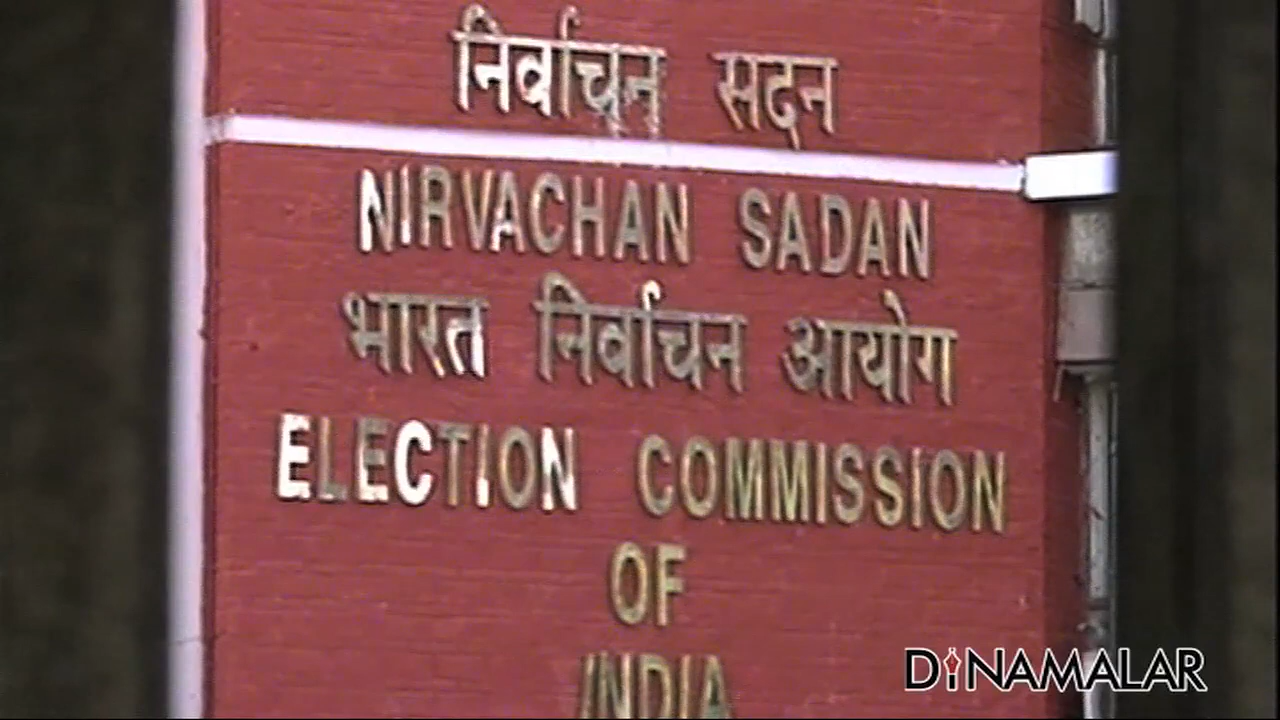 निर्वाचन सदन
NIRVACHAN SADAN
भारत निर्वाचन आयोग
ELECTION COMMISSION
OF
INDIA
DINAMALAR